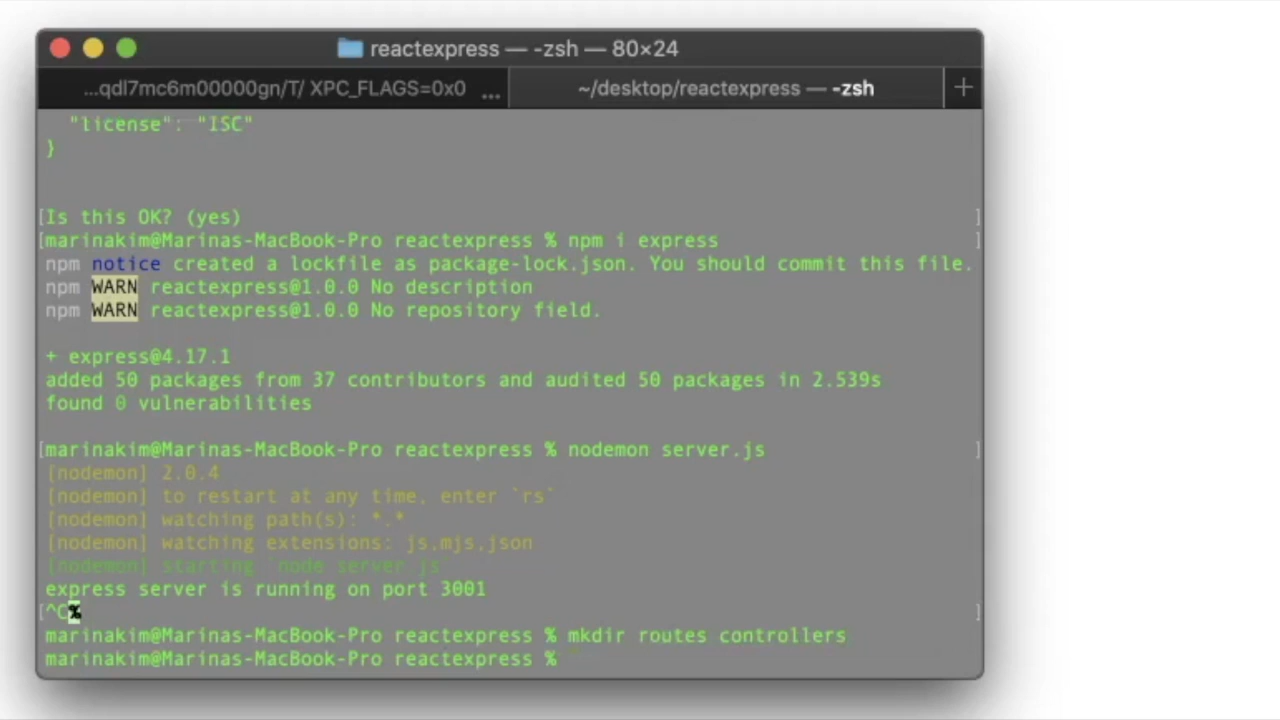 reactexpress — -zsh — 80×24
...qdl7mc6m00000gn/T/ XPC_FLAGS=0x0 ...
~/desktop/reactexpress — -zsh +
"license": "ISC"
}
[Is this OK? (yes) ]
[marinakim@Marinas-MacBook-Pro reactexpress % npm i express ]
npm notice created a lockfile as package-lock.json. You should commit this file.
npm WARN reactexpress@1.0.0 No description
npm WARN reactexpress@1.0.0 No repository field.
+ express@4.17.1
added 50 packages from 37 contributors and audited 50 packages in 2.539s
found 0 vulnerabilities
[marinakim@Marinas-MacBook-Pro reactexpress % nodemon server.js ]
[nodemon] 2.0.4
[nodemon] to restart at any time, enter `rs`
[nodemon] watching path(s): *.*
[nodemon] watching extensions: js,mjs,json
[nodemon] starting `node server.js`
express server is running on port 3001
[^C% ]
marinakim@Marinas-MacBook-Pro reactexpress % mkdir routes controllers
marinakim@Marinas-MacBook-Pro reactexpress %